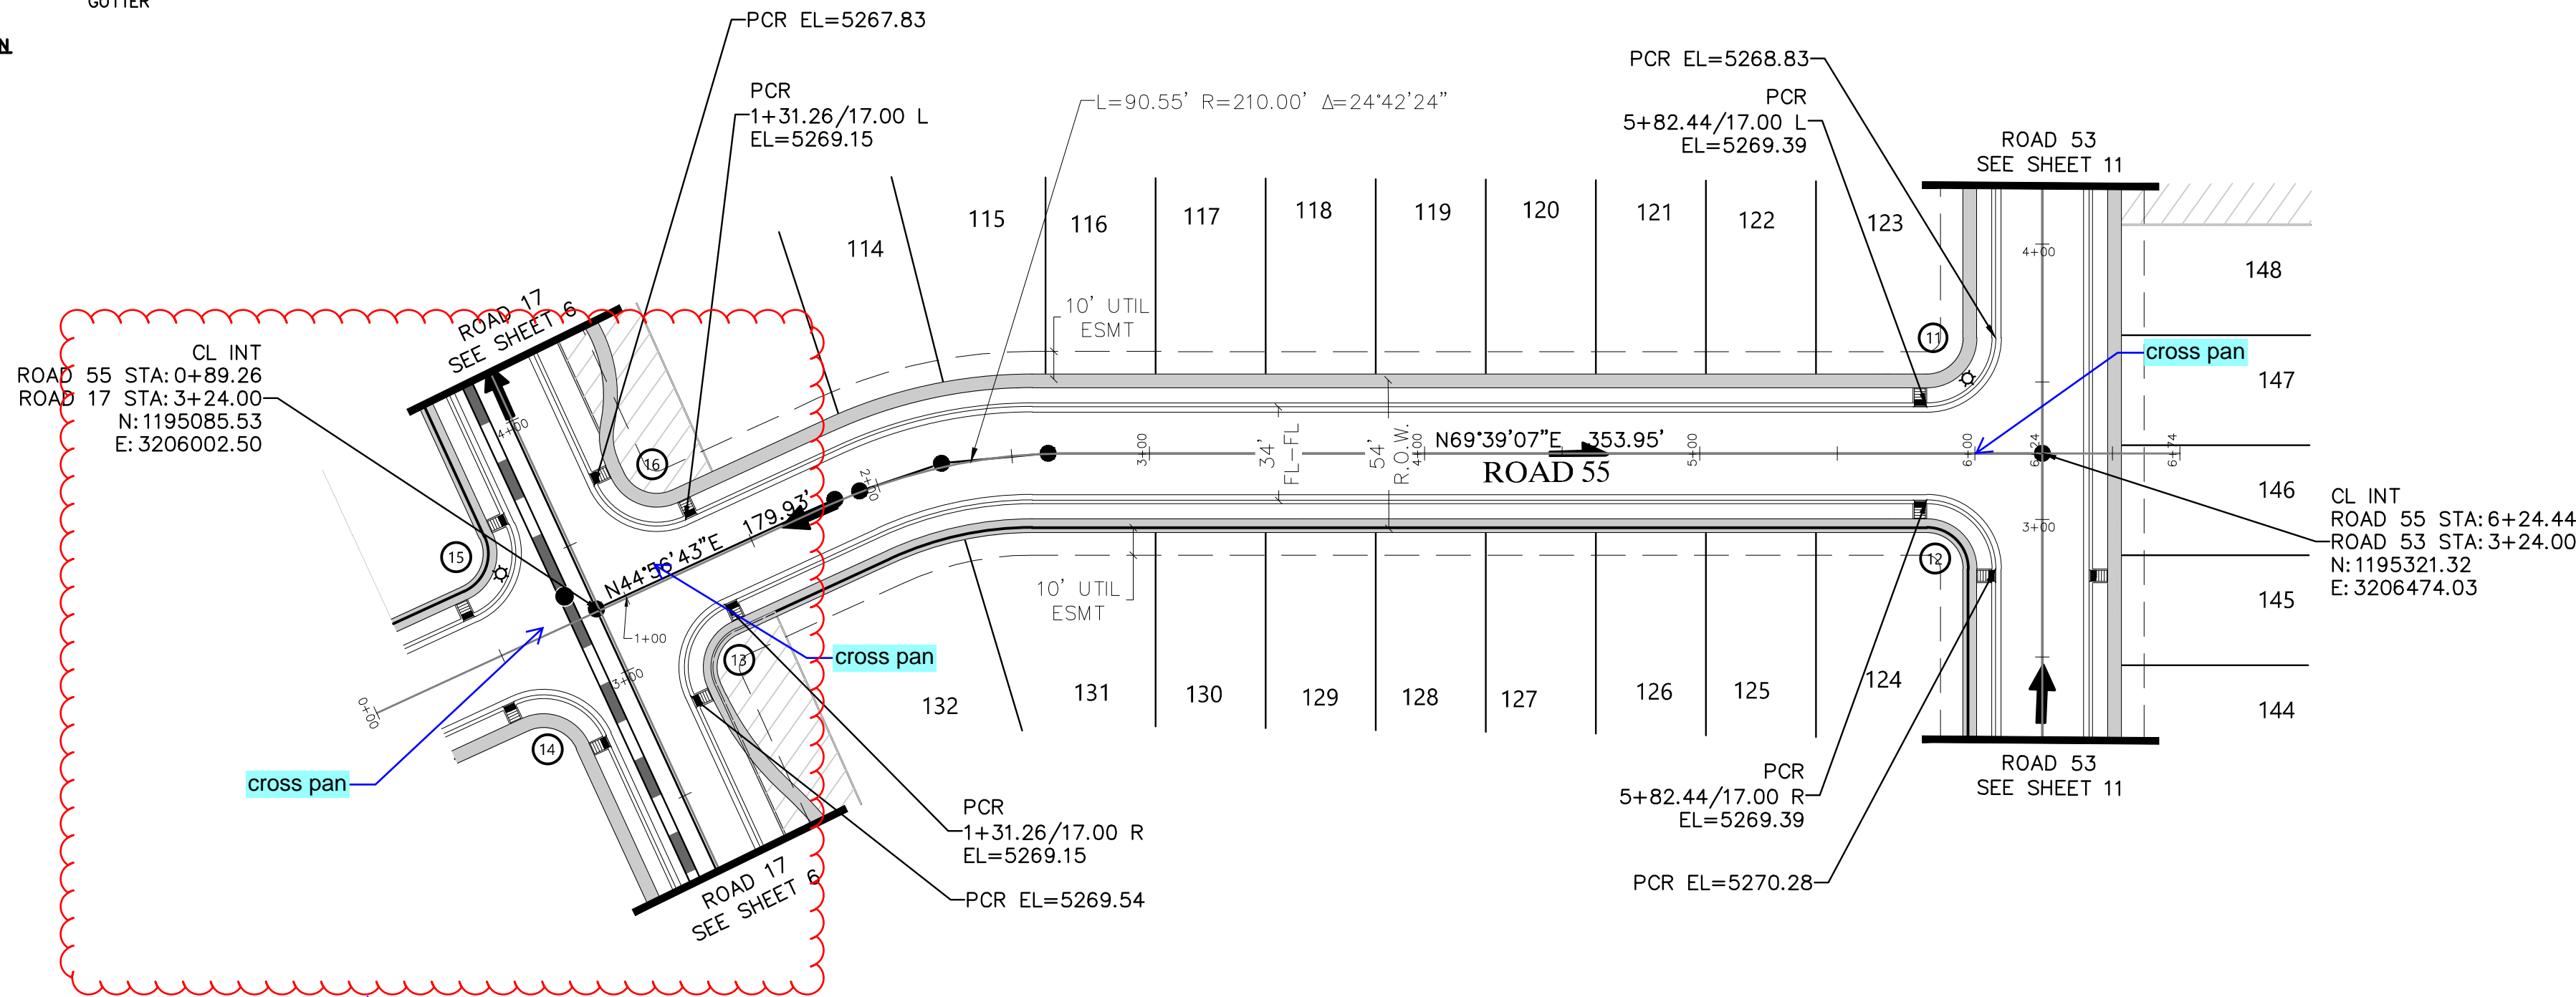 GUTTER
N
PCR EL=5267.83
PCR
1+31.26/17.00 L
EL=5269.15
L=90.55' R=210.00' Δ=24°42'24"
PCR EL=5268.83
PCR
5+82.44/17.00 L
EL=5269.39
ROAD 53
SEE SHEET 11
114
115
116
117
118
119
120
121
122
123
148
147
146
145
144
10' UTIL
ESMT
ROAD 17
SEE SHEET 6
CL INT
ROAD 55 STA: 0+89.26
ROAD 17 STA: 3+24.00
N: 1195085.53
E: 3206002.50
4+00
16
15
11
4+00
cross pan
N44°56'43"E 179.93'
2+00
3+00
34'
FL-FL
54'
R.O.W.
4+00
N69°39'07"E 353.95'
ROAD 55
5+00
6+00
6+24
6+74
3+00
CL INT
ROAD 55 STA: 6+24.44
ROAD 53 STA: 3+24.00
N: 1195321.32
E: 3206474.03
1+00
3+00
0+00
cross pan
13
12
14
10' UTIL
ESMT
132
131
130
129
128
127
126
125
124
cross pan
PCR
1+31.26/17.00 R
EL=5269.15
PCR EL=5269.54
ROAD 17
SEE SHEET 6
PCR
5+82.44/17.00 R
EL=5269.39
PCR EL=5270.28
ROAD 53
SEE SHEET 11